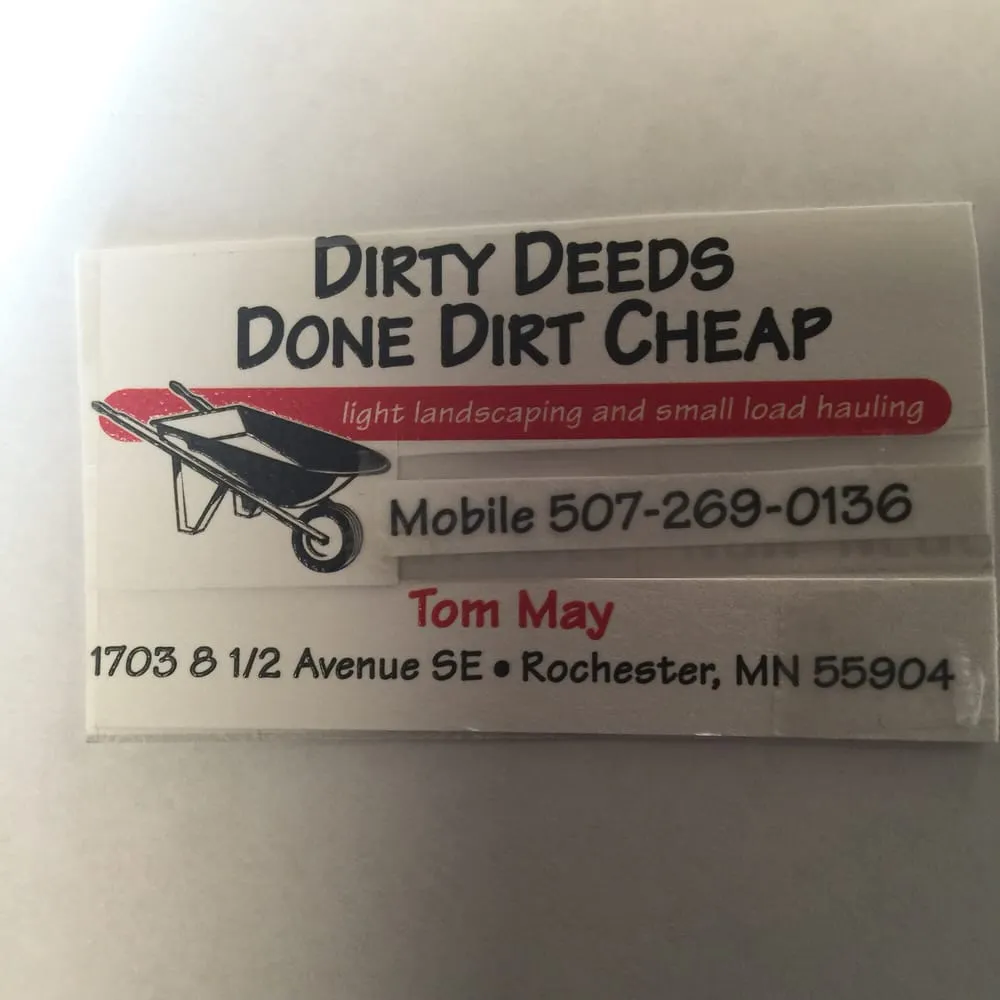 DIRTY DEEDS
DONE DIRT CHEAP
light landscaping and small load hauling
Mobile 507-269-0136
Tom May
1703 8 1/2 Avenue SE • Rochester, MN 55904